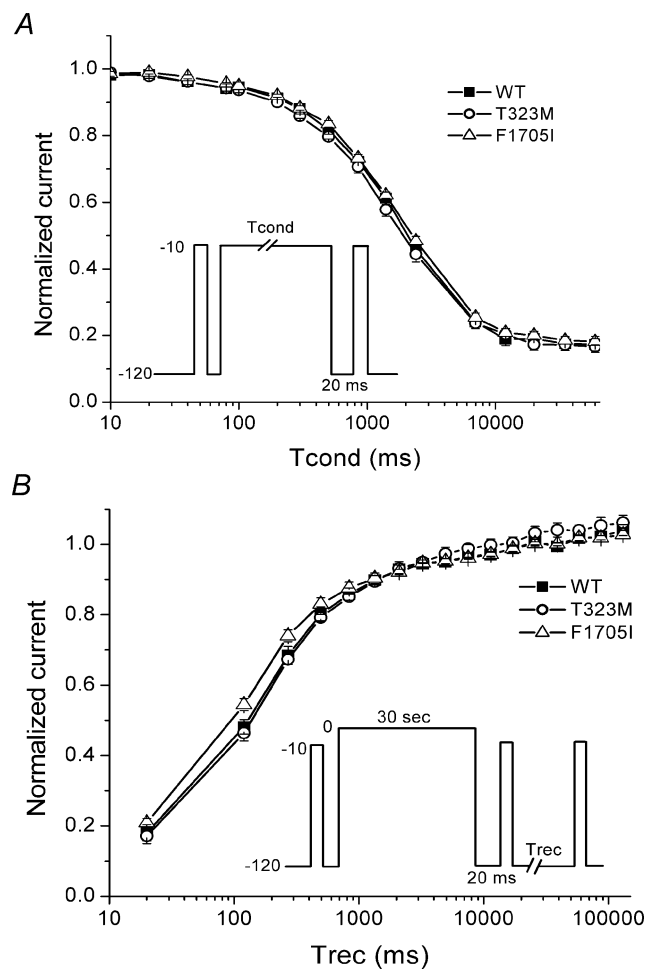 A
1.0
0.8
0.6
0.4
0.2
0.0
Normalized current
WT
T323M
F1705I
Tcond
-10
-120
20 ms
10
100
1000
10000
Tcond (ms)
B
1.0
0.8
0.6
0.4
0.2
0.0
Normalized current
WT
T323M
F1705I
0
30 sec
-10
-120
20 ms
Trec
10
100
1000
10000
100000
Trec (ms)